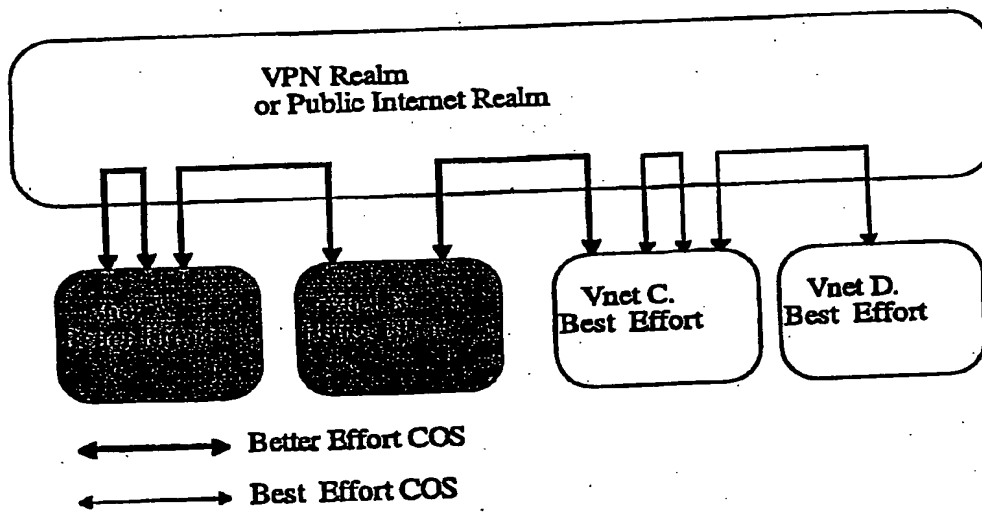 VPN Realm
or Public Internet Realm
Vnet C.
Best Effort
Vnet D.
Best Effort
Better Effort COS
Best Effort COS